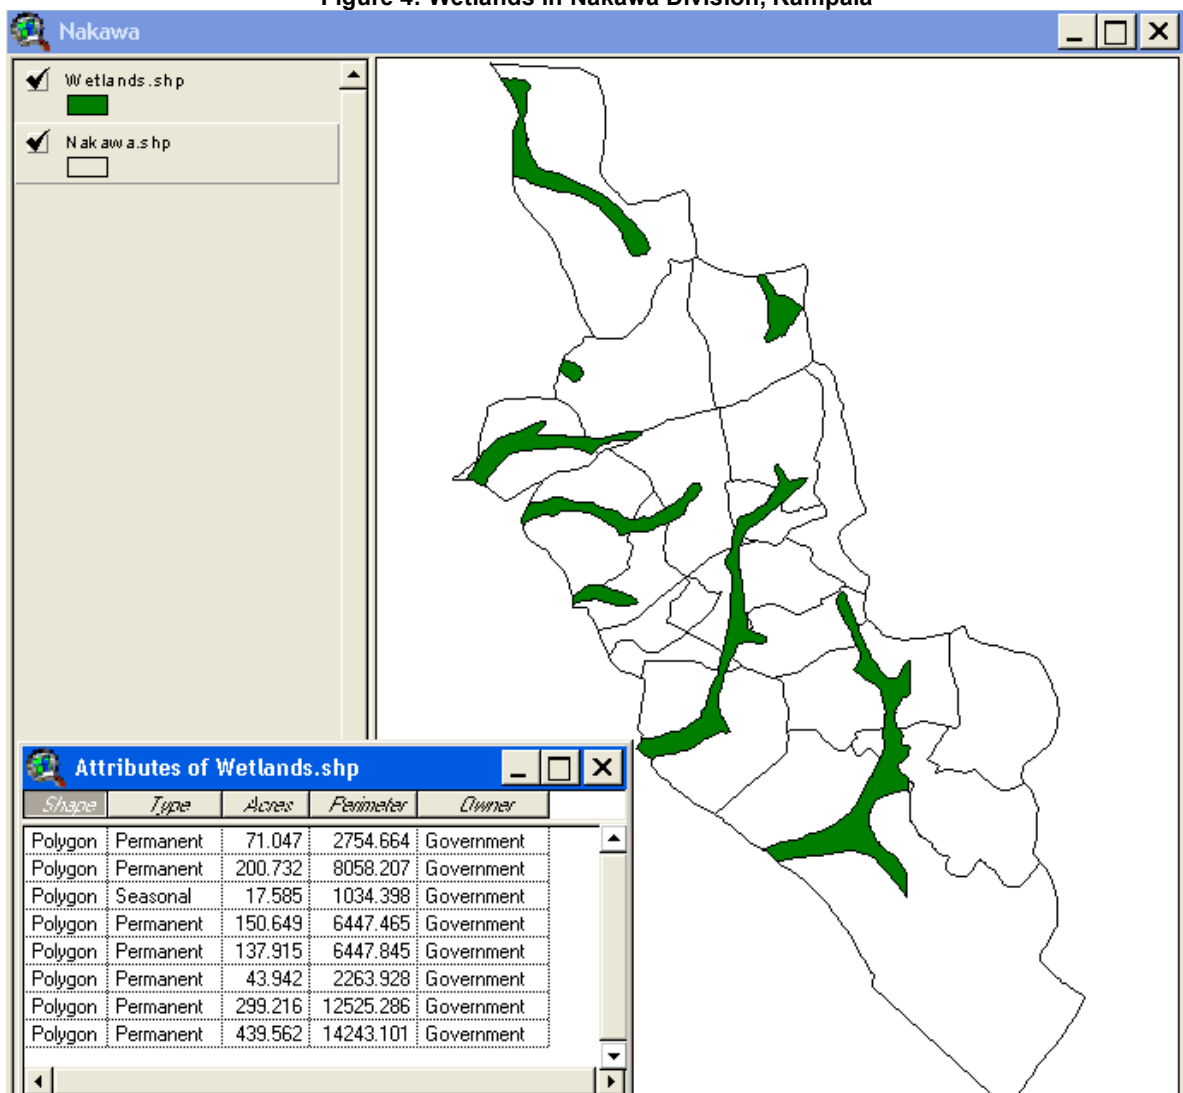 Figure 4: Wetlands in Nakawa Division, Kampala
Nakawa
Wetlands.shp
Nakawa.shp
Attributes of Wetlands.shp
Shape Type Acres Perimeter Owner
Polygon Permanent 71.047 2754.664 Government
Polygon Permanent 200.732 8058.207 Government
Polygon Seasonal 17.585 1034.398 Government
Polygon Permanent 150.649 6447.465 Government
Polygon Permanent 137.915 6447.845 Government
Polygon Permanent 43.942 2263.928 Government
Polygon Permanent 299.216 12525.286 Government
Polygon Permanent 439.562 14243.101 Government